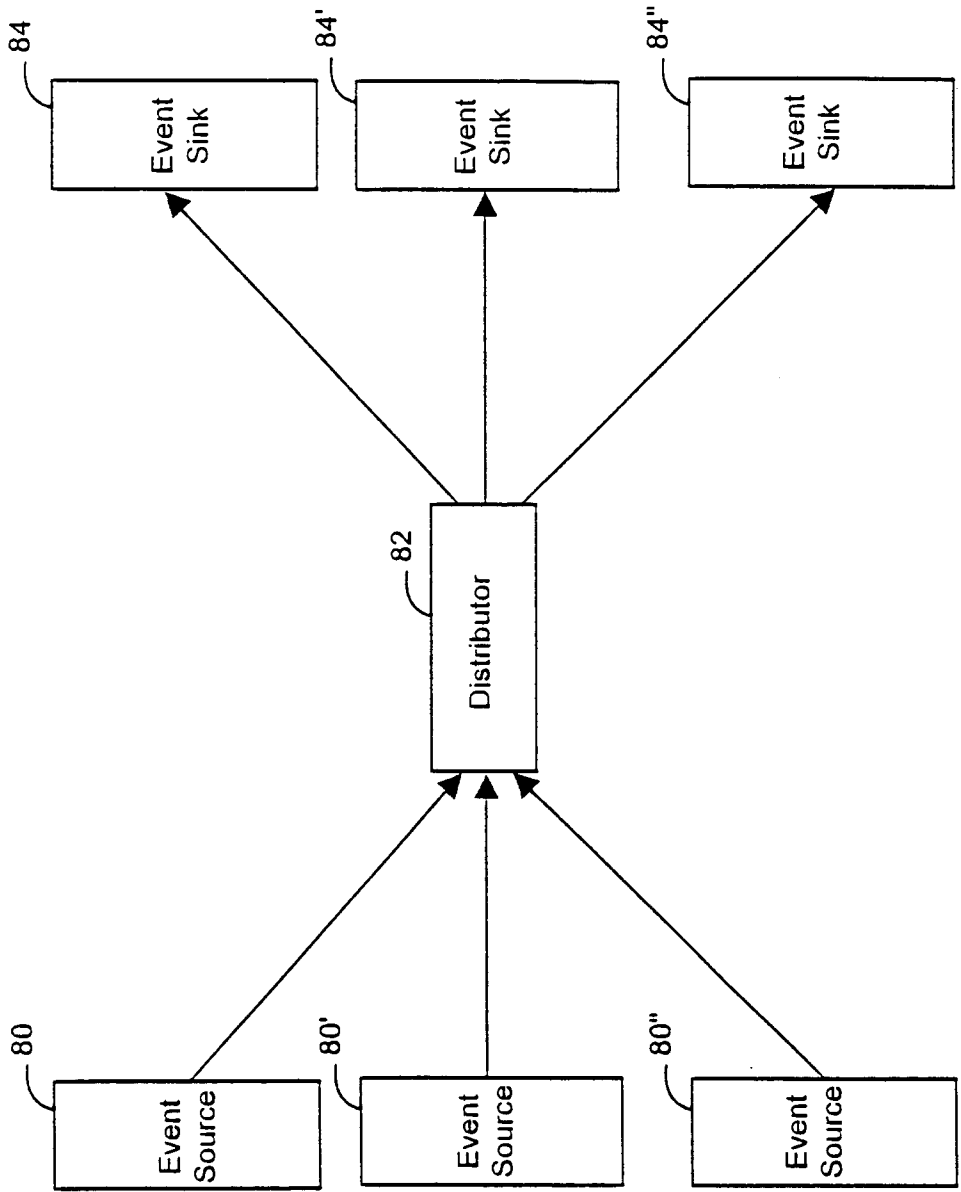 80
Event
Source
80'
Event
Source
80"
Event
Source
82
Distributor
84
Event
Sink
84'
Event
Sink
84"
Event
Sink